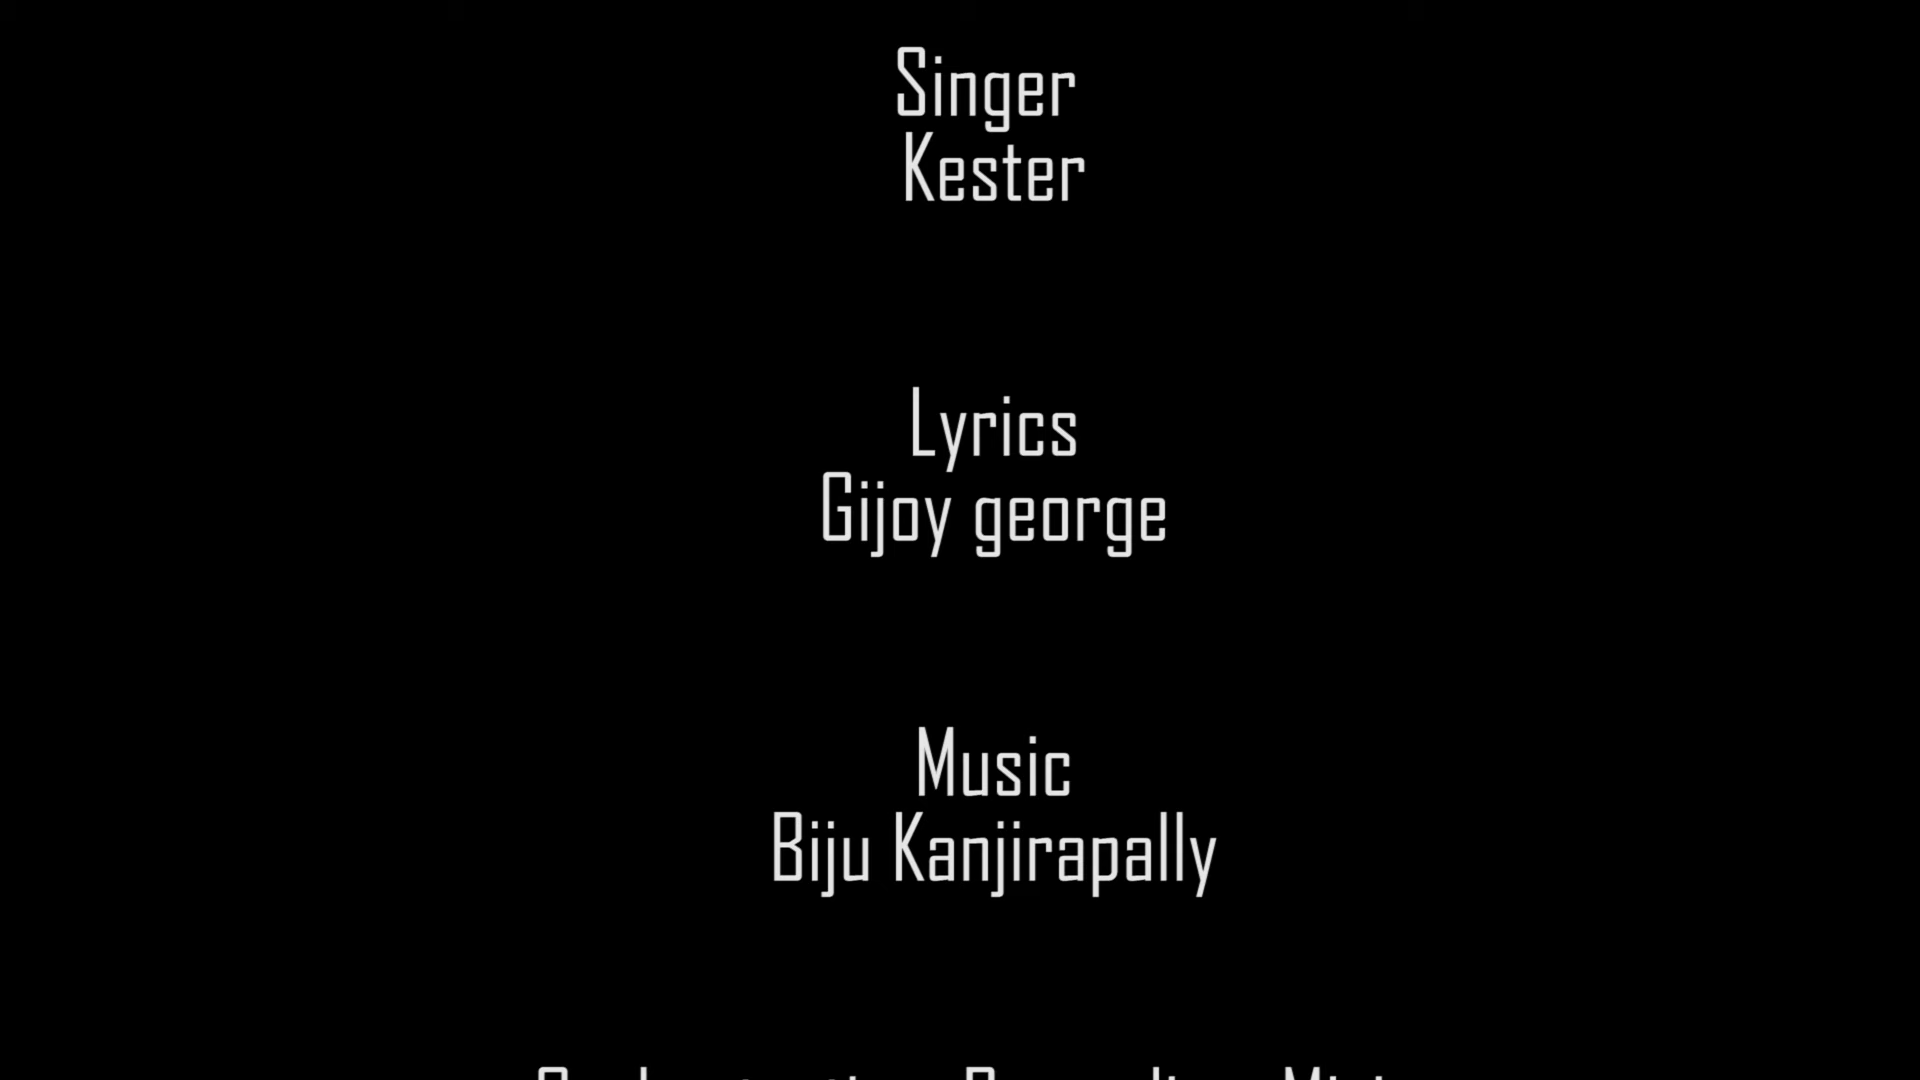 Singer
Kester
Lyrics
Gijoy george
Music
Biju Kanjirapally